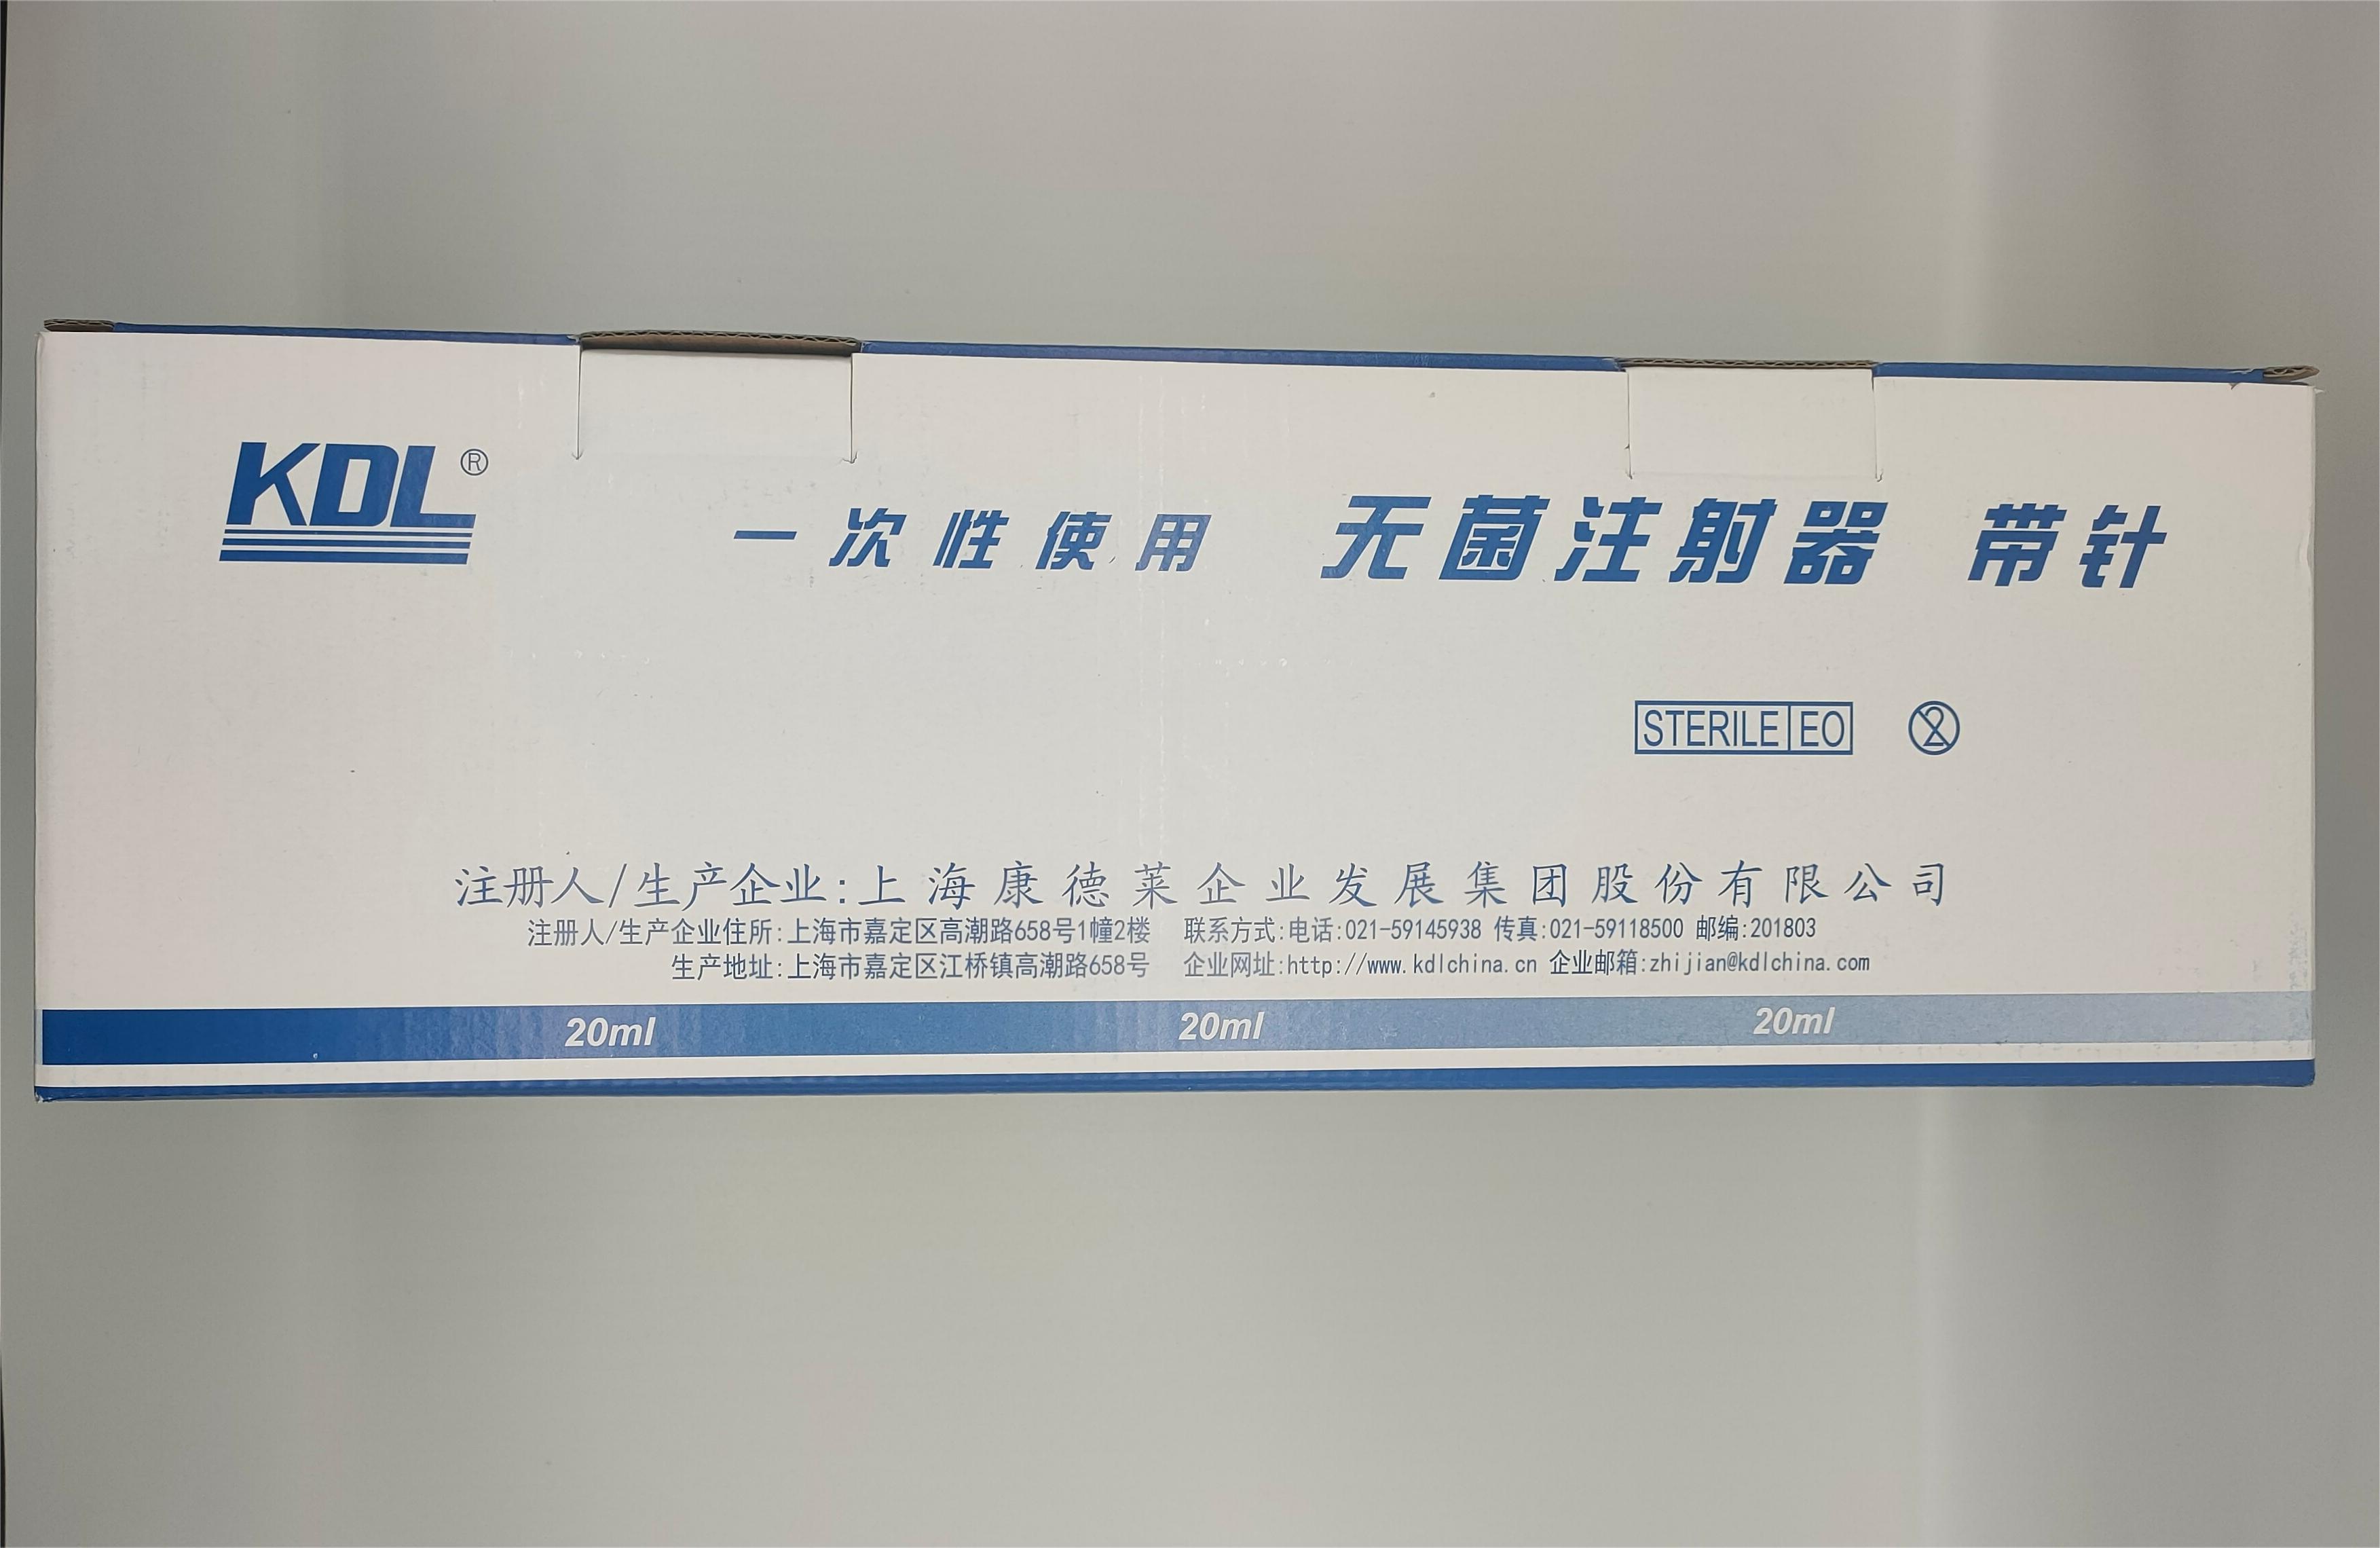 KDL®
一次性使用 无菌注射器 带针
STERILE EO 2
注册人/生产企业:上海康德莱企业发展集团股份有限公司
注册人/生产企业住所:上海市嘉定区高潮路658号1幢2楼 联系方式:电话:021-59145938 传真:021-59118500 邮编:201803
生产地址:上海市嘉定区江桥镇高潮路658号 企业网址:http://www.kdlchina.cn 企业邮箱:zhijian@kdlchina.com
20ml 20ml 20ml